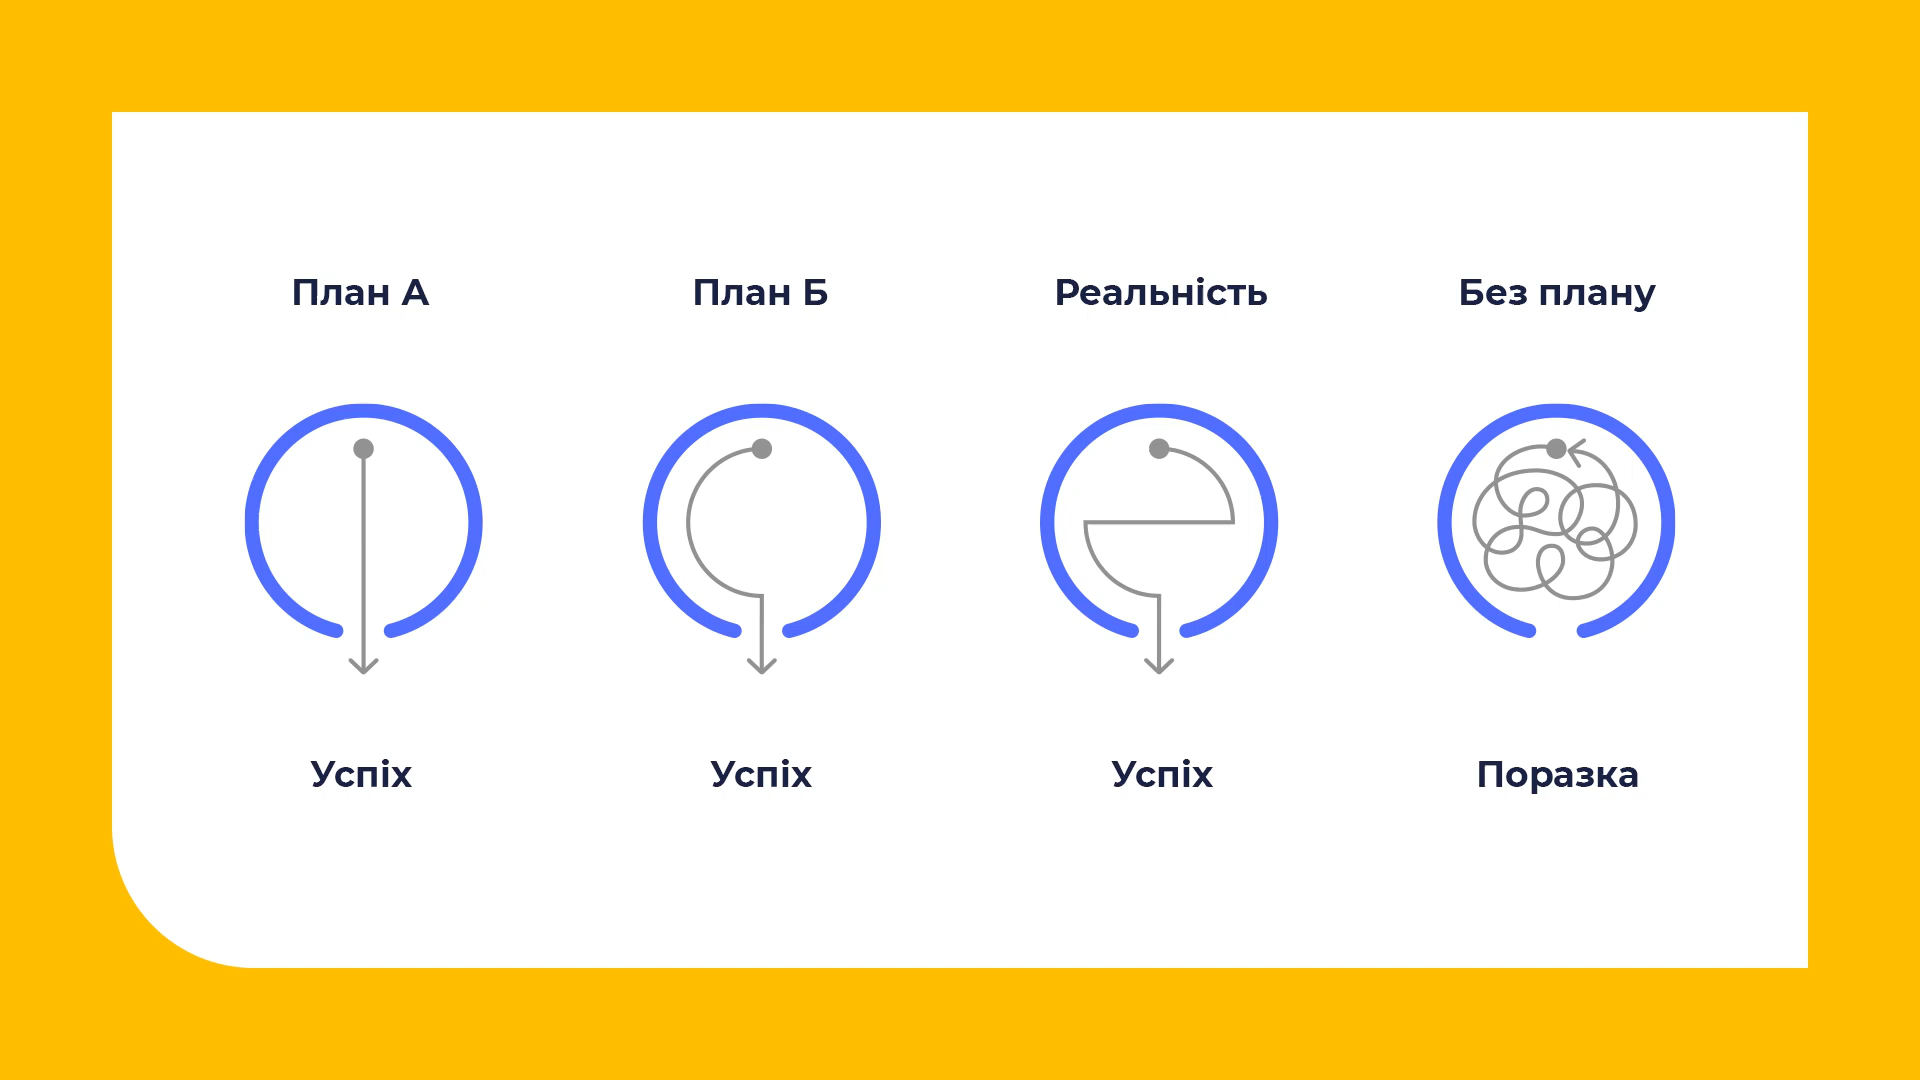 План А
План Б
Реальність
Без плану
Успіх
Успіх
Успіх
Поразка